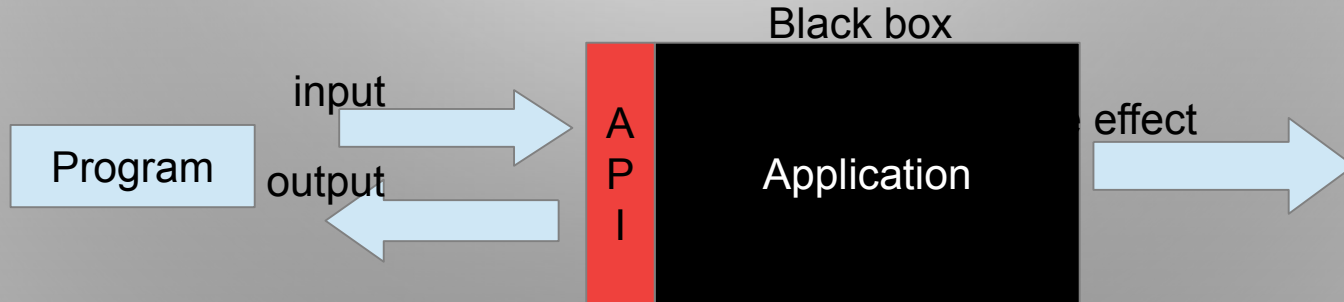 Black box
input
effect
Program
output
A
P
I
Application